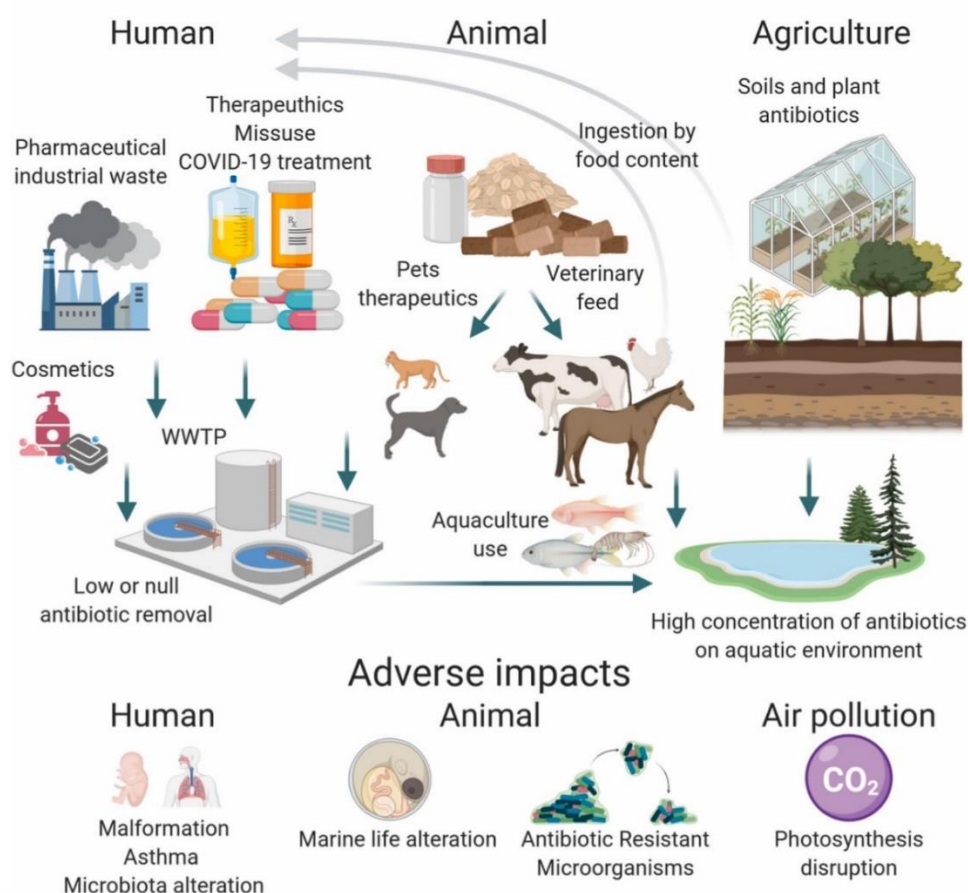 Human
Animal
Agriculture
Therapeuthics
Missuse
COVID-19 treatment
Pharmaceutical
industrial waste
Ingestion by
food content
Soils and plant
antibiotics
Rx
Pets
therapeutics
Veterinary
feed
Cosmetics
WWTP
Aquaculture
use
Low or null
antibiotic removal
High concentration of antibiotics
on aquatic environment
Adverse impacts
Human
Animal
Air pollution
CO₂
Malformation
Asthma
Microbiota alteration
Marine life alteration
Antibiotic Resistant
Microorganisms
Photosynthesis
disruption